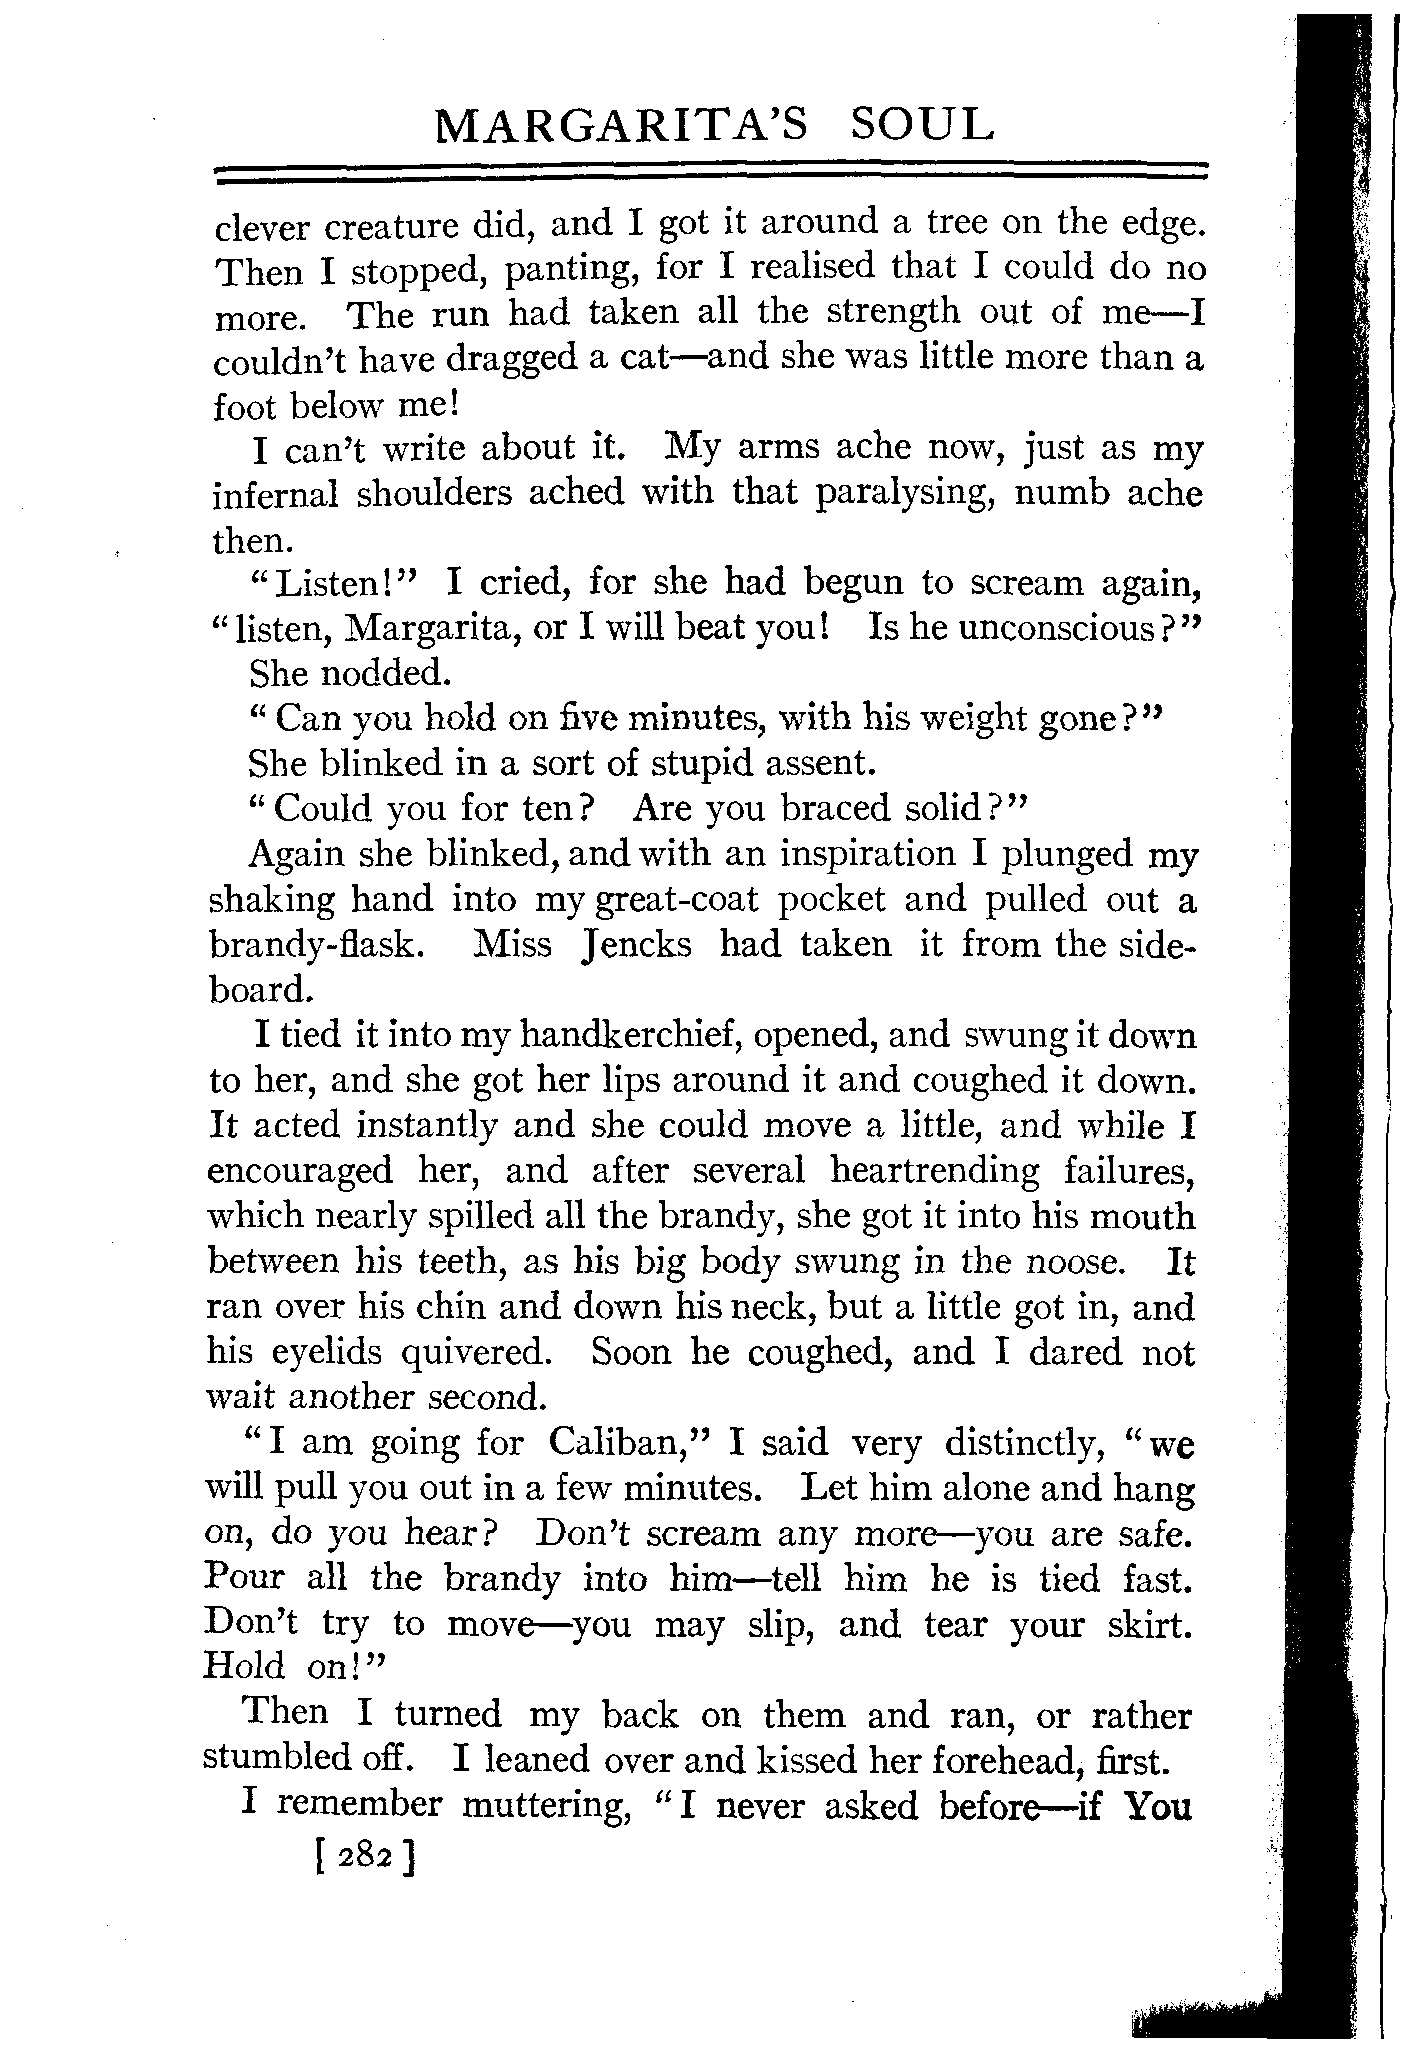 MARGARITA'S SOUL
clever creature did, and I got it around a tree on the edge.
Then I stopped, panting, for I realised that I could do no
more. The run had taken all the strength out of me—I
couldn't have dragged a cat—and she was little more than a
foot below me!
I can't write about it. My arms ache now, just as my
infernal shoulders ached with that paralysing, numb ache
then.
"Listen!" I cried, for she had begun to scream again,
"listen, Margarita, or I will beat you! Is he unconscious?"
She nodded.
"Can you hold on five minutes, with his weight gone?"
She blinked in a sort of stupid assent.
"Could you for ten? Are you braced solid?"
Again she blinked, and with an inspiration I plunged my
shaking hand into my great-coat pocket and pulled out a
brandy-flask. Miss Jencks had taken it from the side-
board.
I tied it into my handkerchief, opened, and swung it down
to her, and she got her lips around it and coughed it down.
It acted instantly and she could move a little, and while I
encouraged her, and after several heartrending failures,
which nearly spilled all the brandy, she got it into his mouth
between his teeth, as his big body swung in the noose. It
ran over his chin and down his neck, but a little got in, and
his eyelids quivered. Soon he coughed, and I dared not
wait another second.
"I am going for Caliban," I said very distinctly, "we
will pull you out in a few minutes. Let him alone and hang
on, do you hear? Don't scream any more—you are safe.
Pour all the brandy into him—tell him he is tied fast.
Don't try to move—you may slip, and tear your skirt.
Hold on!"
Then I turned my back on them and ran, or rather
stumbled off. I leaned over and kissed her forehead, first.
I remember muttering, "I never asked before—if You
[ 282 ]